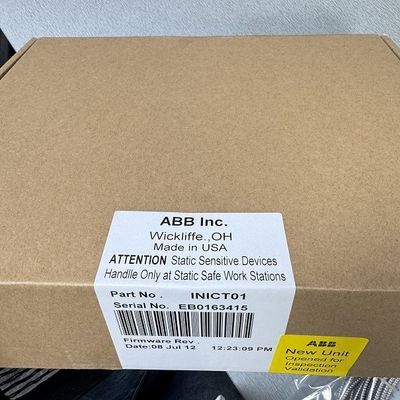 ABB Inc.
Wickliffe.,OH
Made in USA
ATTENTION Static Sensitive Devices
Handlle Only at Static Safe Work Stations
Part No . INICT01
Serial No. EB0163415
Firmware Rev .
Date:08 Jul 12 12:23:09 PM
ABB
New Unit
Opened for
Inspection
Validation